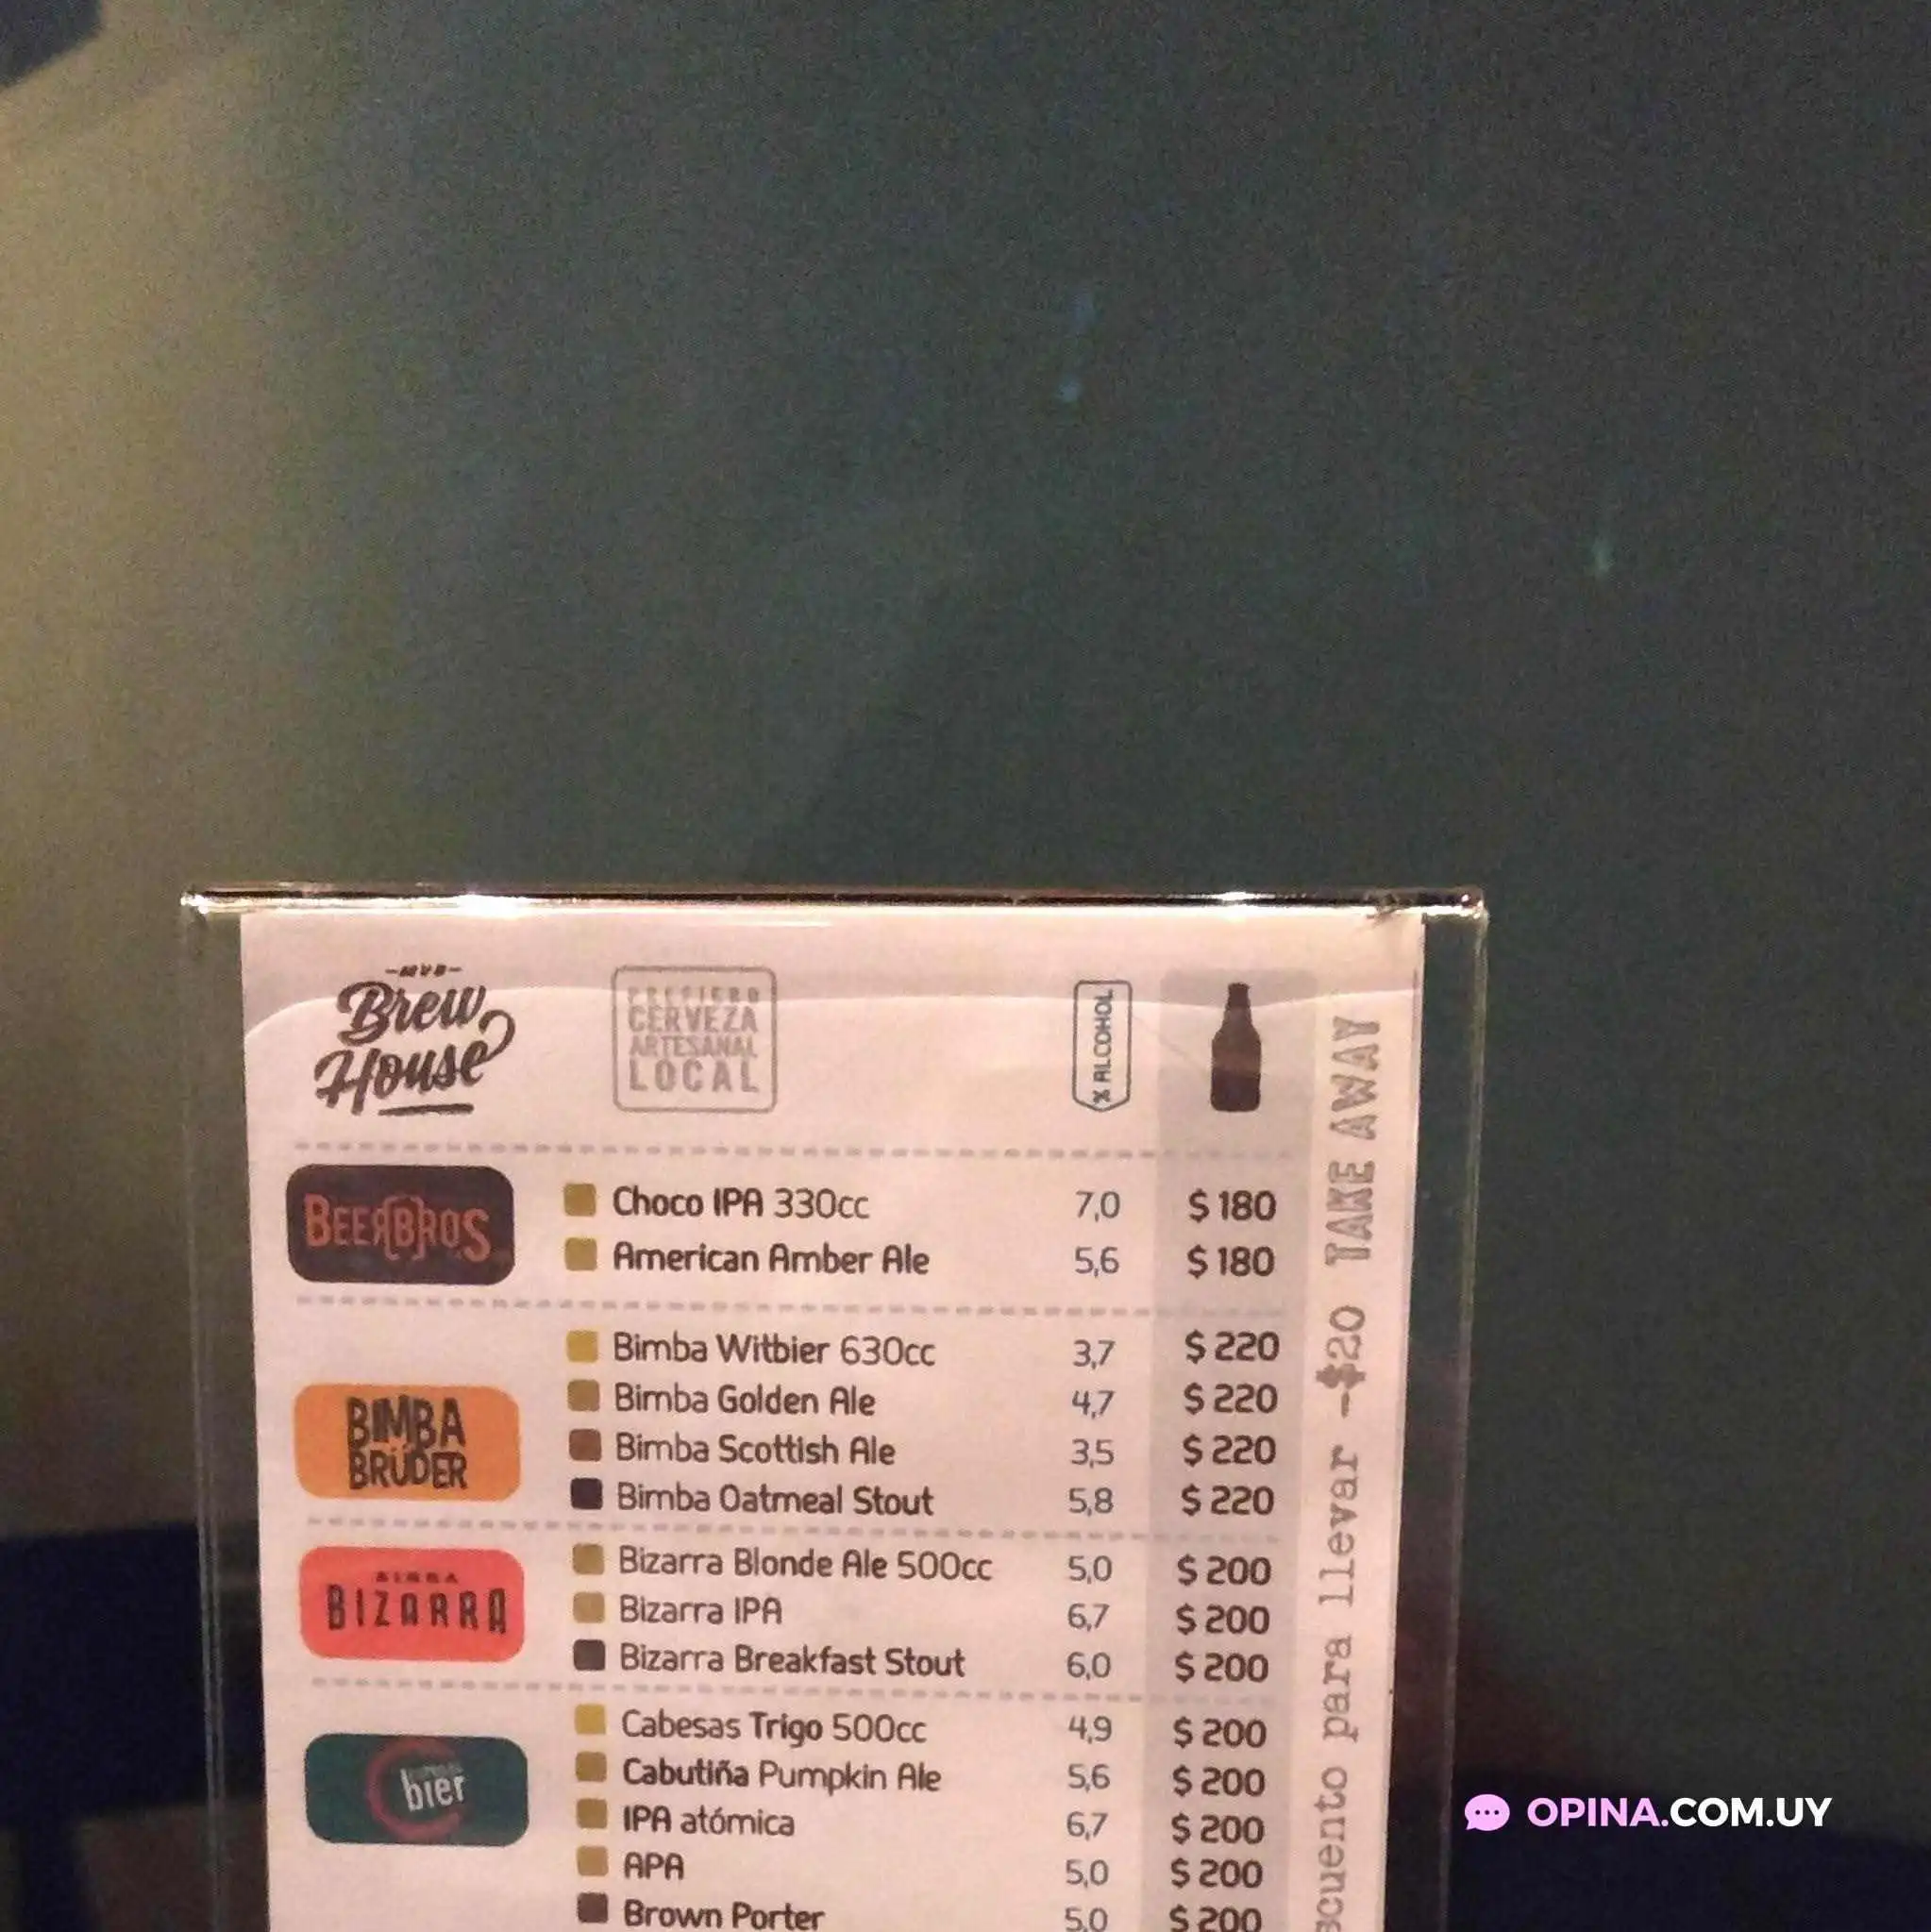 MVD
Brew
House
PREFIERO
CERVEZA
ARTESANAL
LOCAL
% ALCOHOL
BEERBROS.
Choco IPA 330cc 7,0 $ 180
American Amber Ale 5,6 $ 180
BIMBA
BRÜDER
Bimba Witbier 630cc 3,7 $ 220
Bimba Golden Ale 4,7 $ 220
Bimba Scottish Ale 3,5 $ 220
Bimba Oatmeal Stout 5,8 $ 220
BIZARRA
Bizarra Blonde Ale 500cc 5,0 $ 200
Bizarra IPA 6,7 $ 200
Bizarra Breakfast Stout 6,0 $ 200
bier
Cabesas Trigo 500cc 4,9 $ 200
Cabutiña Pumpkin Ale 5,6 $ 200
IPA atómica 6,7 $ 200
APA 5,0 $ 200
Brown Porter 5,0 $ 200
scuento para llevar -$20 TAKE AWAY
OPINA.COM.UY